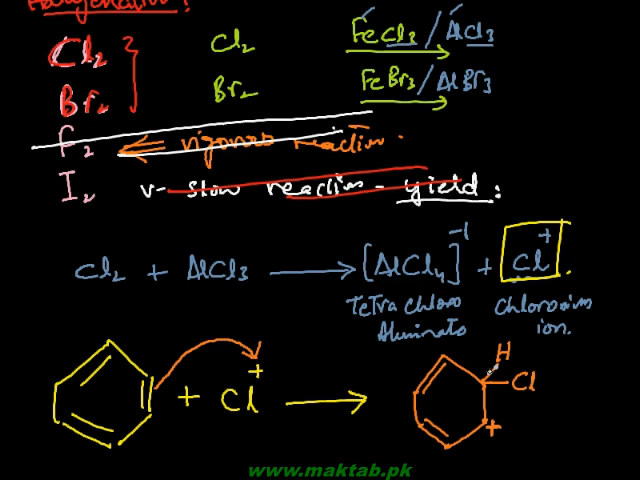 Halogenation:
Cl₂ Cl₂ FeCl₃ / AlCl₃
Br₂ Br₂ FeBr₃ / AlBr₃
F₂ vigorous reaction.
I₂ v- slow reaction - yield:
Cl₂ + AlCl₃ → [AlCl₄]⁻¹ + Cl⁺.
Tetra chloro Chloronium
Aluminate ion.
+ Cl⁺ → H Cl +
www.maktab.pk